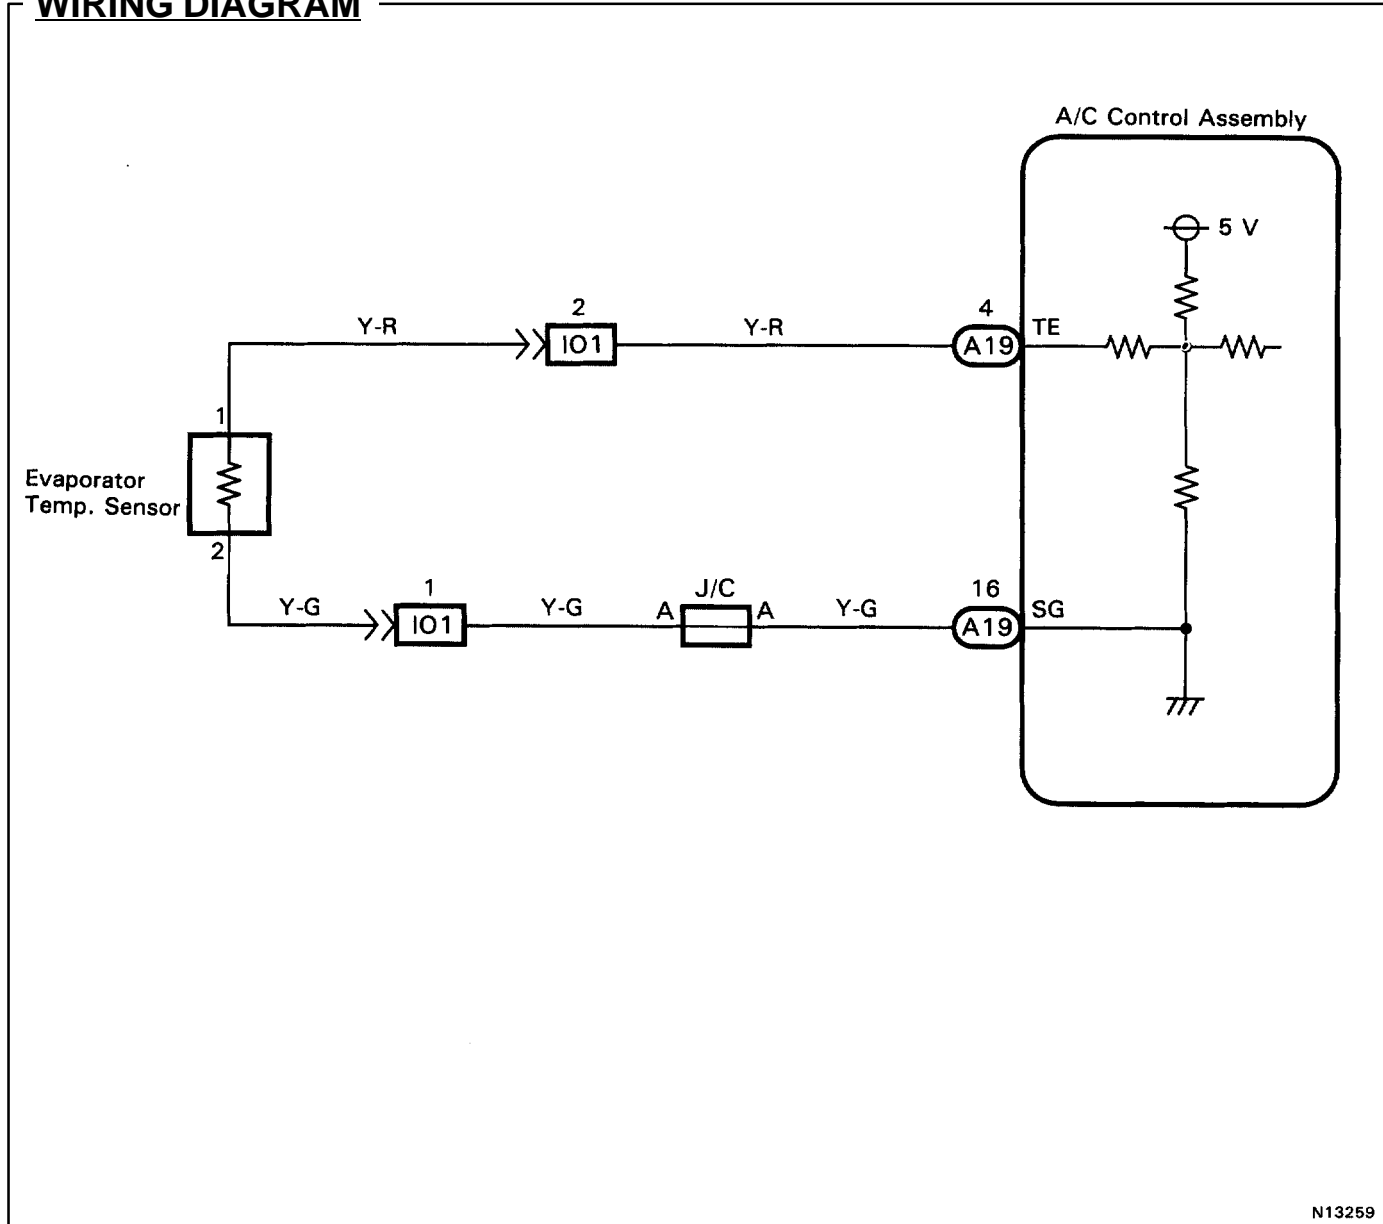 WIRING DIAGRAM
A/C Control Assembly
5 V
2
4
Y-R
IO1
Y-R
A19
TE
1
Evaporator
Temp. Sensor
2
1
J/C
16
Y-G
IO1
Y-G
A
A
Y-G
A19
SG
N13259